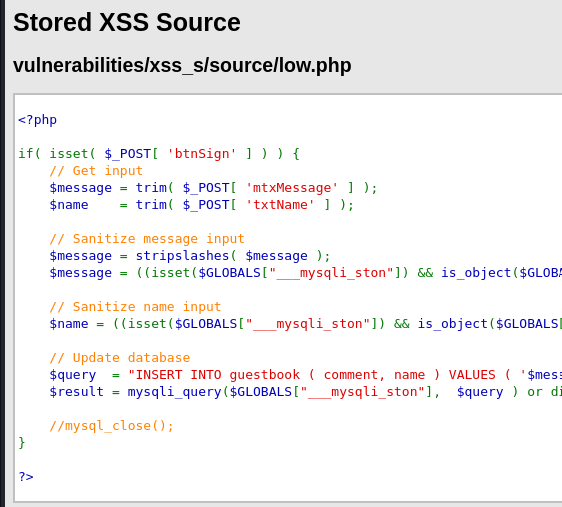 Stored XSS Source
vulnerabilities/xss_s/source/low.php
<?php
if( isset( $_POST[ 'btnSign' ] ) ) {
    // Get input
    $message = trim( $_POST[ 'mtxMessage' ] );
    $name    = trim( $_POST[ 'txtName' ] );
    // Sanitize message input
    $message = stripslashes( $message );
    $message = ((isset($GLOBALS["___mysqli_ston"]) && is_object($GLOBA
    // Sanitize name input
    $name = ((isset($GLOBALS["___mysqli_ston"]) && is_object($GLOBALS[
    // Update database
    $query  = "INSERT INTO guestbook ( comment, name ) VALUES ( '$mess
    $result = mysqli_query($GLOBALS["___mysqli_ston"],  $query ) or di
    //mysql_close();
}
?>